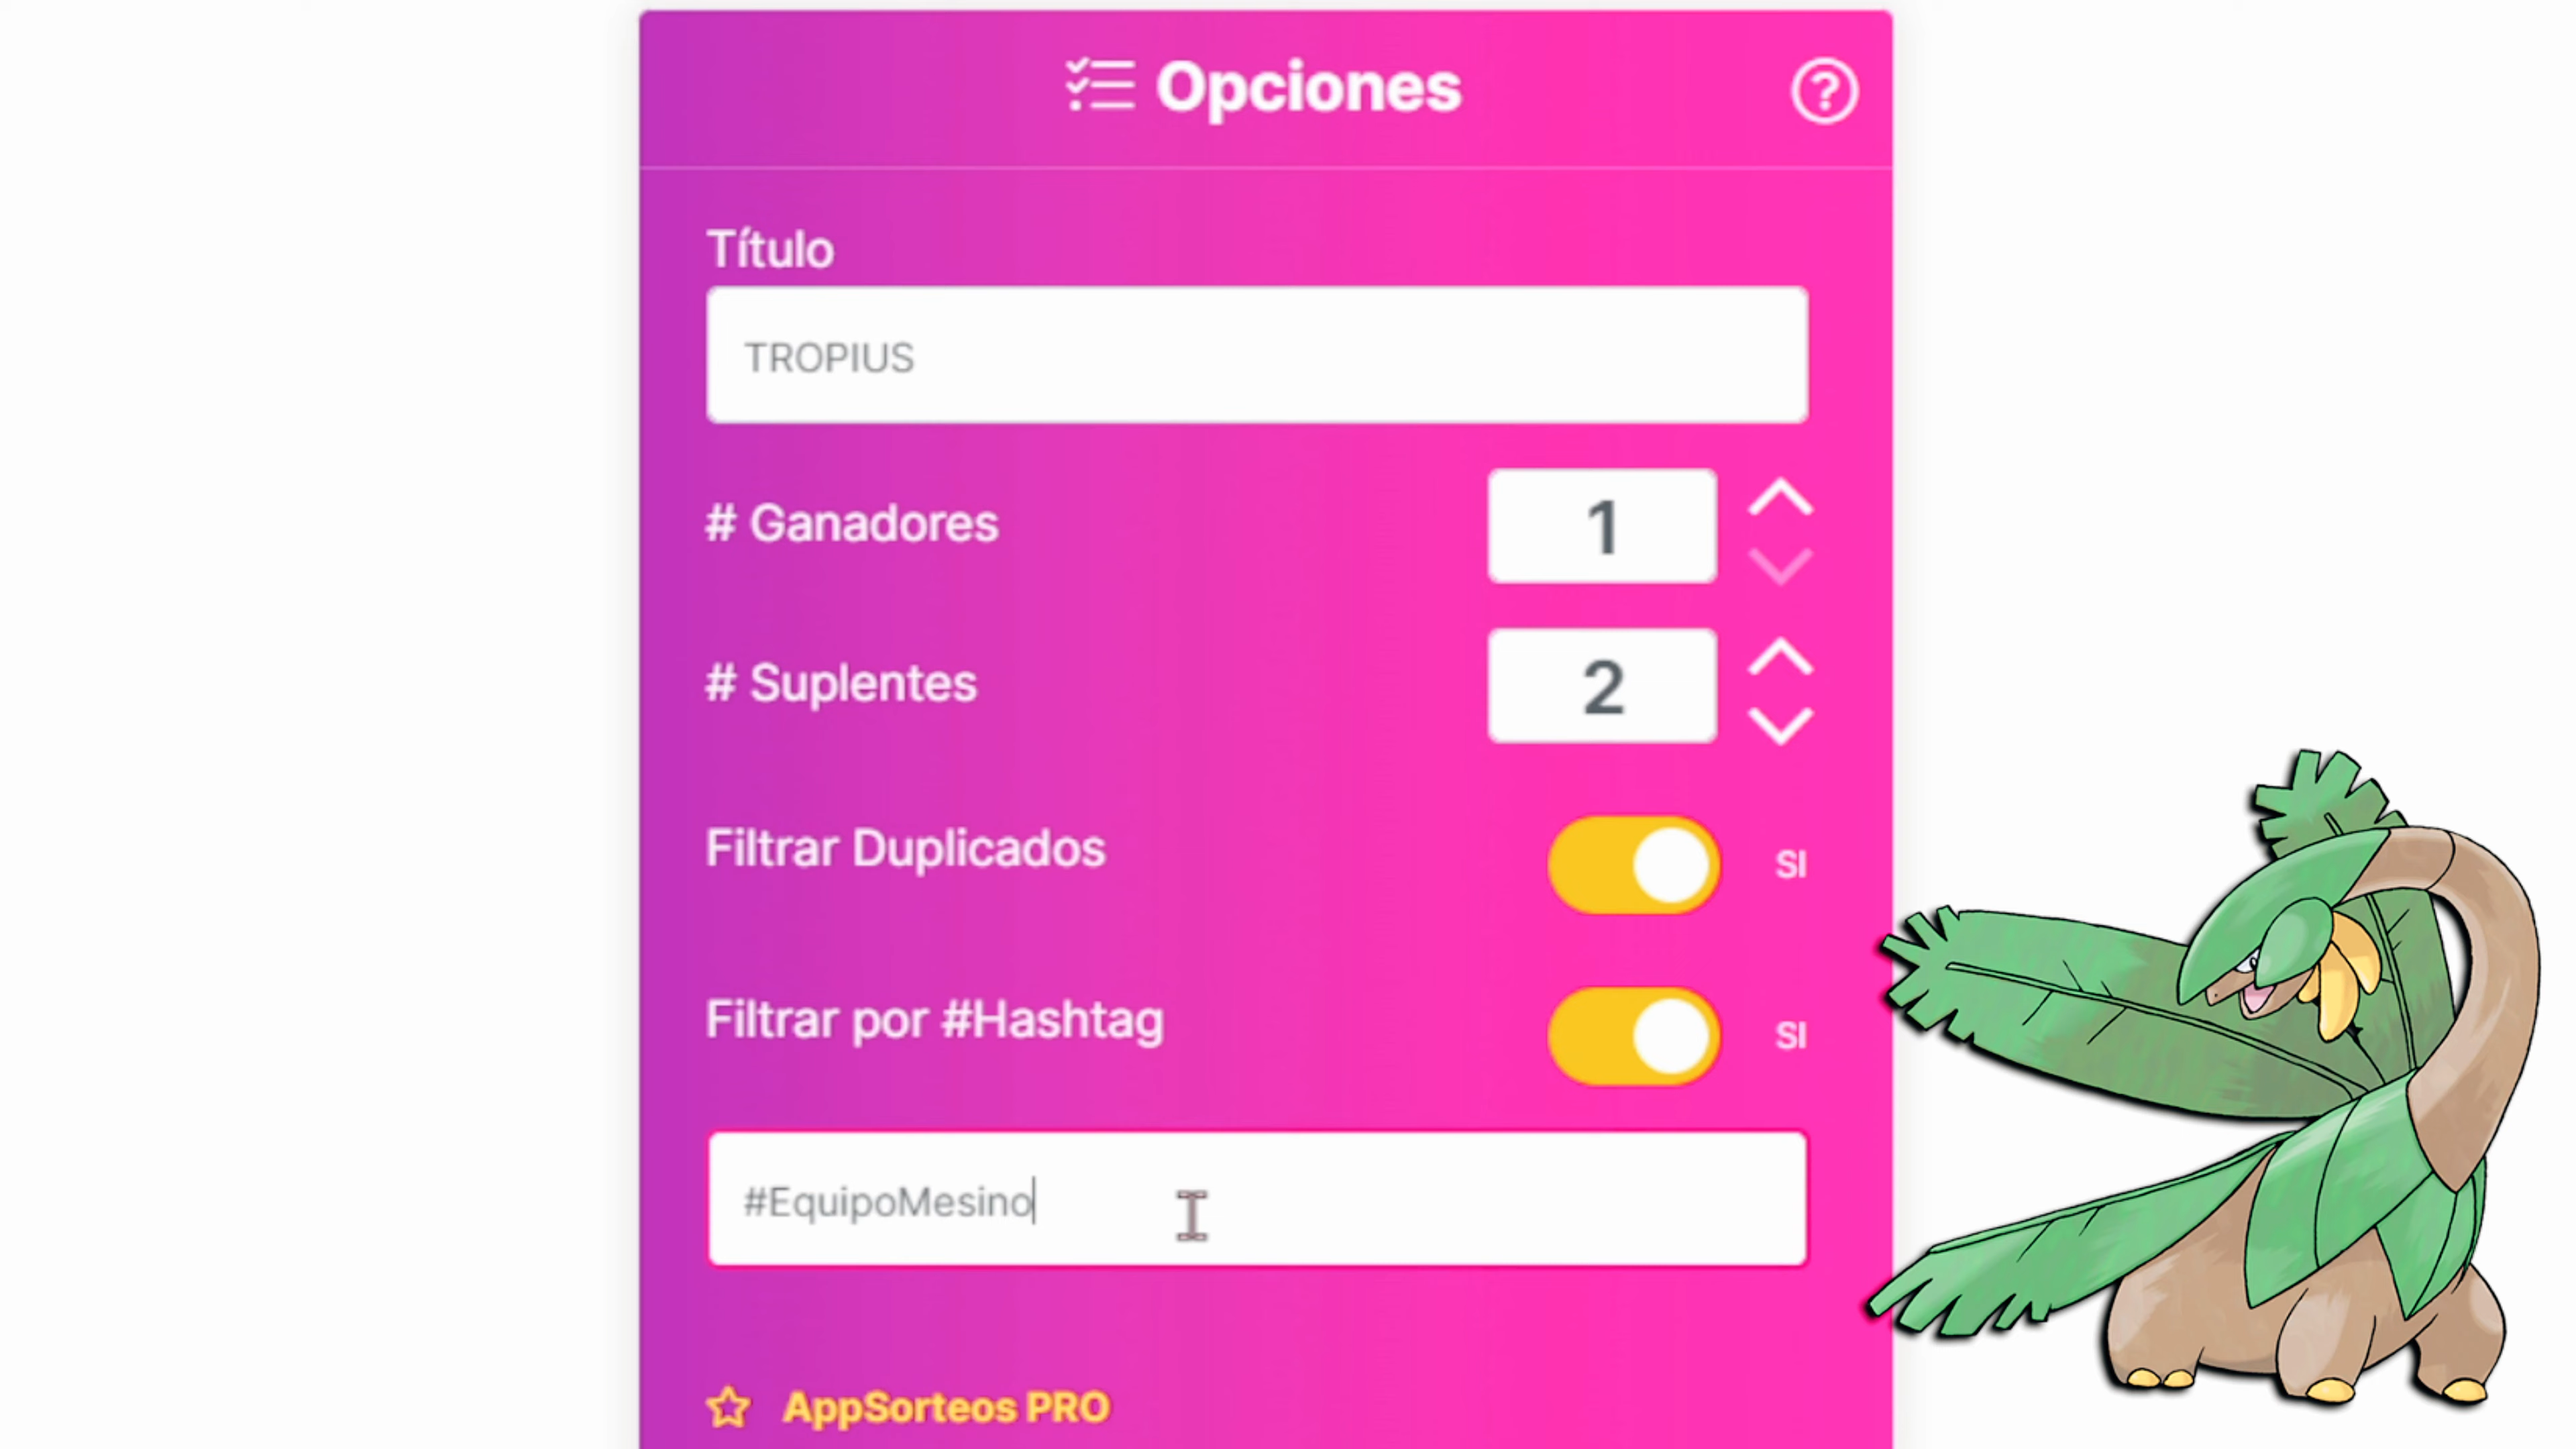 Opciones
?
Título
TROPIUS
# Ganadores
1
# Suplentes
2
Filtrar Duplicados
SI
Filtrar por #Hashtag
SI
#EquipoMesino
AppSorteos PRO